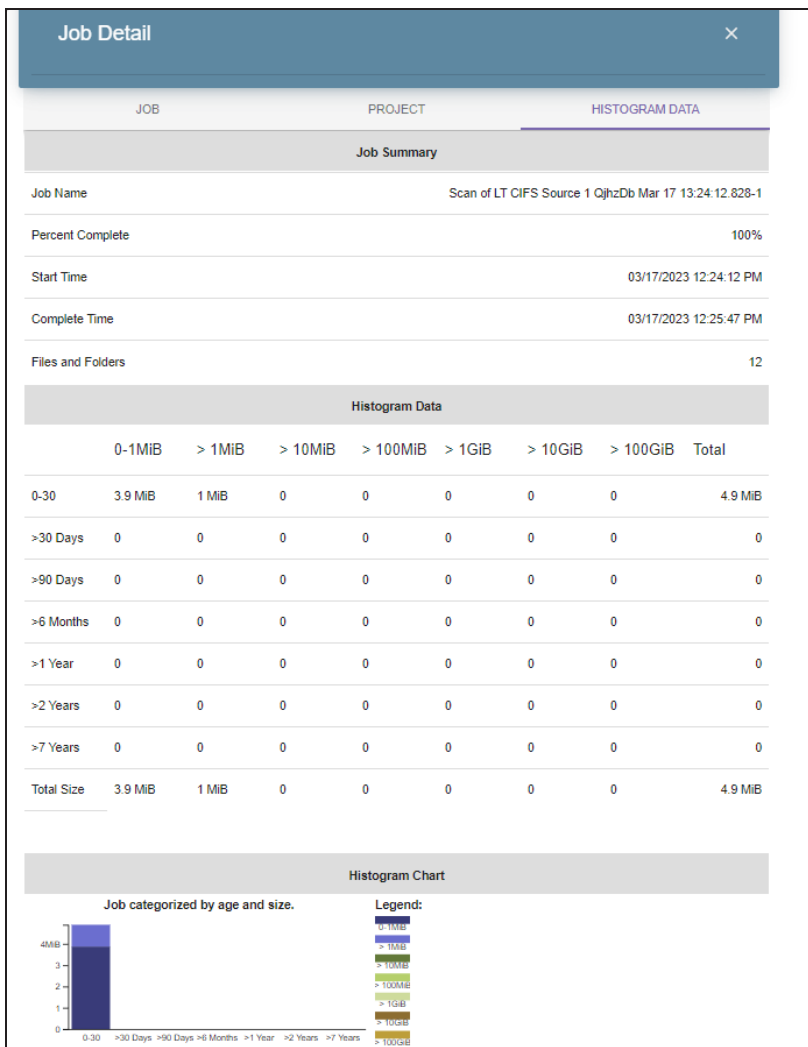 Job Detail ×
JOB PROJECT HISTOGRAM DATA
Job Summary
Job Name Scan of LT CIFS Source 1 QjhzDb Mar 17 13:24:12.828-1
Percent Complete 100%
Start Time 03/17/2023 12:24:12 PM
Complete Time 03/17/2023 12:25:47 PM
Files and Folders 12
Histogram Data
0-1MiB > 1MiB > 10MiB > 100MiB > 1GiB > 10GiB > 100GiB Total
0-30 3.9 MiB 1 MiB 0 0 0 0 0 4.9 MiB
>30 Days 0 0 0 0 0 0 0 0
>90 Days 0 0 0 0 0 0 0 0
>6 Months 0 0 0 0 0 0 0 0
>1 Year 0 0 0 0 0 0 0 0
>2 Years 0 0 0 0 0 0 0 0
>7 Years 0 0 0 0 0 0 0 0
Total Size 3.9 MiB 1 MiB 0 0 0 0 0 4.9 MiB
Histogram Chart
Job categorized by age and size. Legend:
4MiB
3
2
1
0
0-30 >30 Days >90 Days >6 Months >1 Year >2 Years >7 Years
0-1MiB
> 1MiB
> 10MiB
> 100MiB
> 1GiB
> 10GiB
> 100GiB